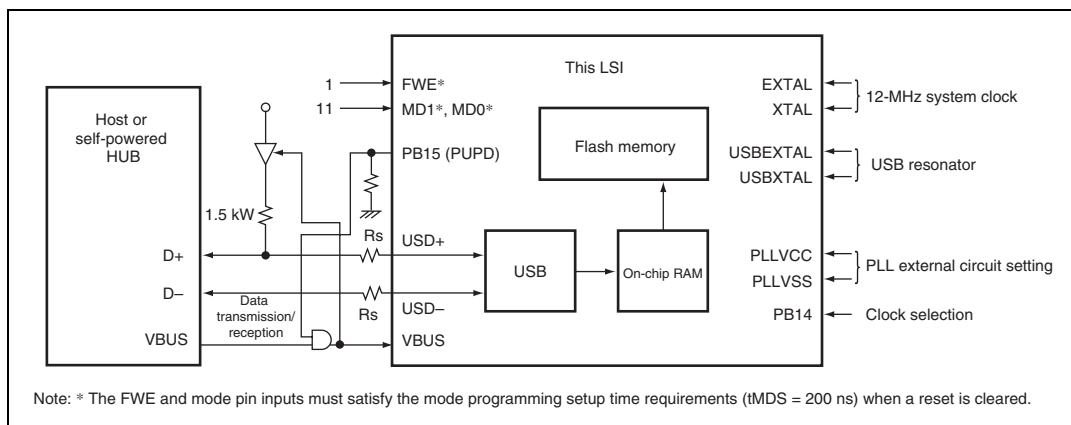 This LSI
Host or
self-powered
HUB
1
FWE*
11
MD1*, MD0*
PB15 (PUPD)
1.5 kW
D+
D−
VBUS
Rs
Rs
Data
transmission/
reception
USD+
USD−
VBUS
Flash memory
USB
On-chip RAM
EXTAL
XTAL
12-MHz system clock
USBEXTAL
USBXTAL
USB resonator
PLLVCC
PLLVSS
PLL external circuit setting
PB14
Clock selection
Note: * The FWE and mode pin inputs must satisfy the mode programming setup time requirements (tMDS = 200 ns) when a reset is cleared.